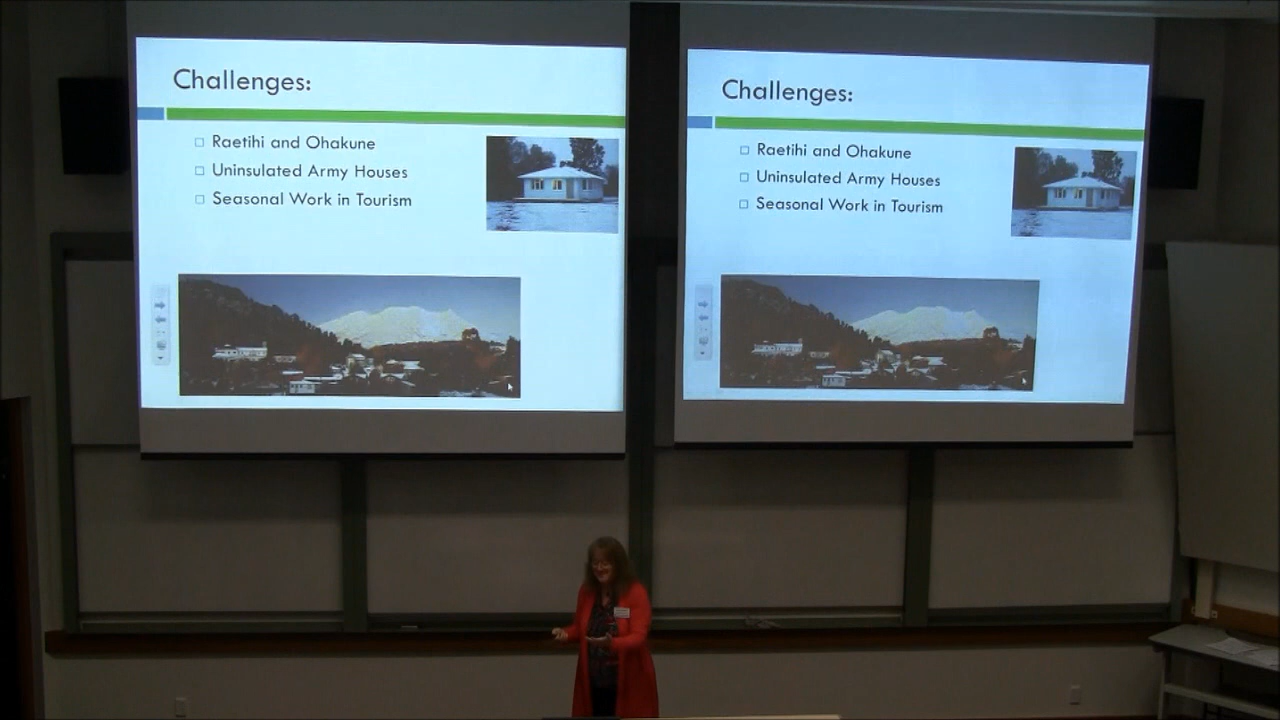 Challenges:
Raetihi and Ohakune
Uninsulated Army Houses
Seasonal Work in Tourism
Challenges:
Raetihi and Ohakune
Uninsulated Army Houses
Seasonal Work in Tourism